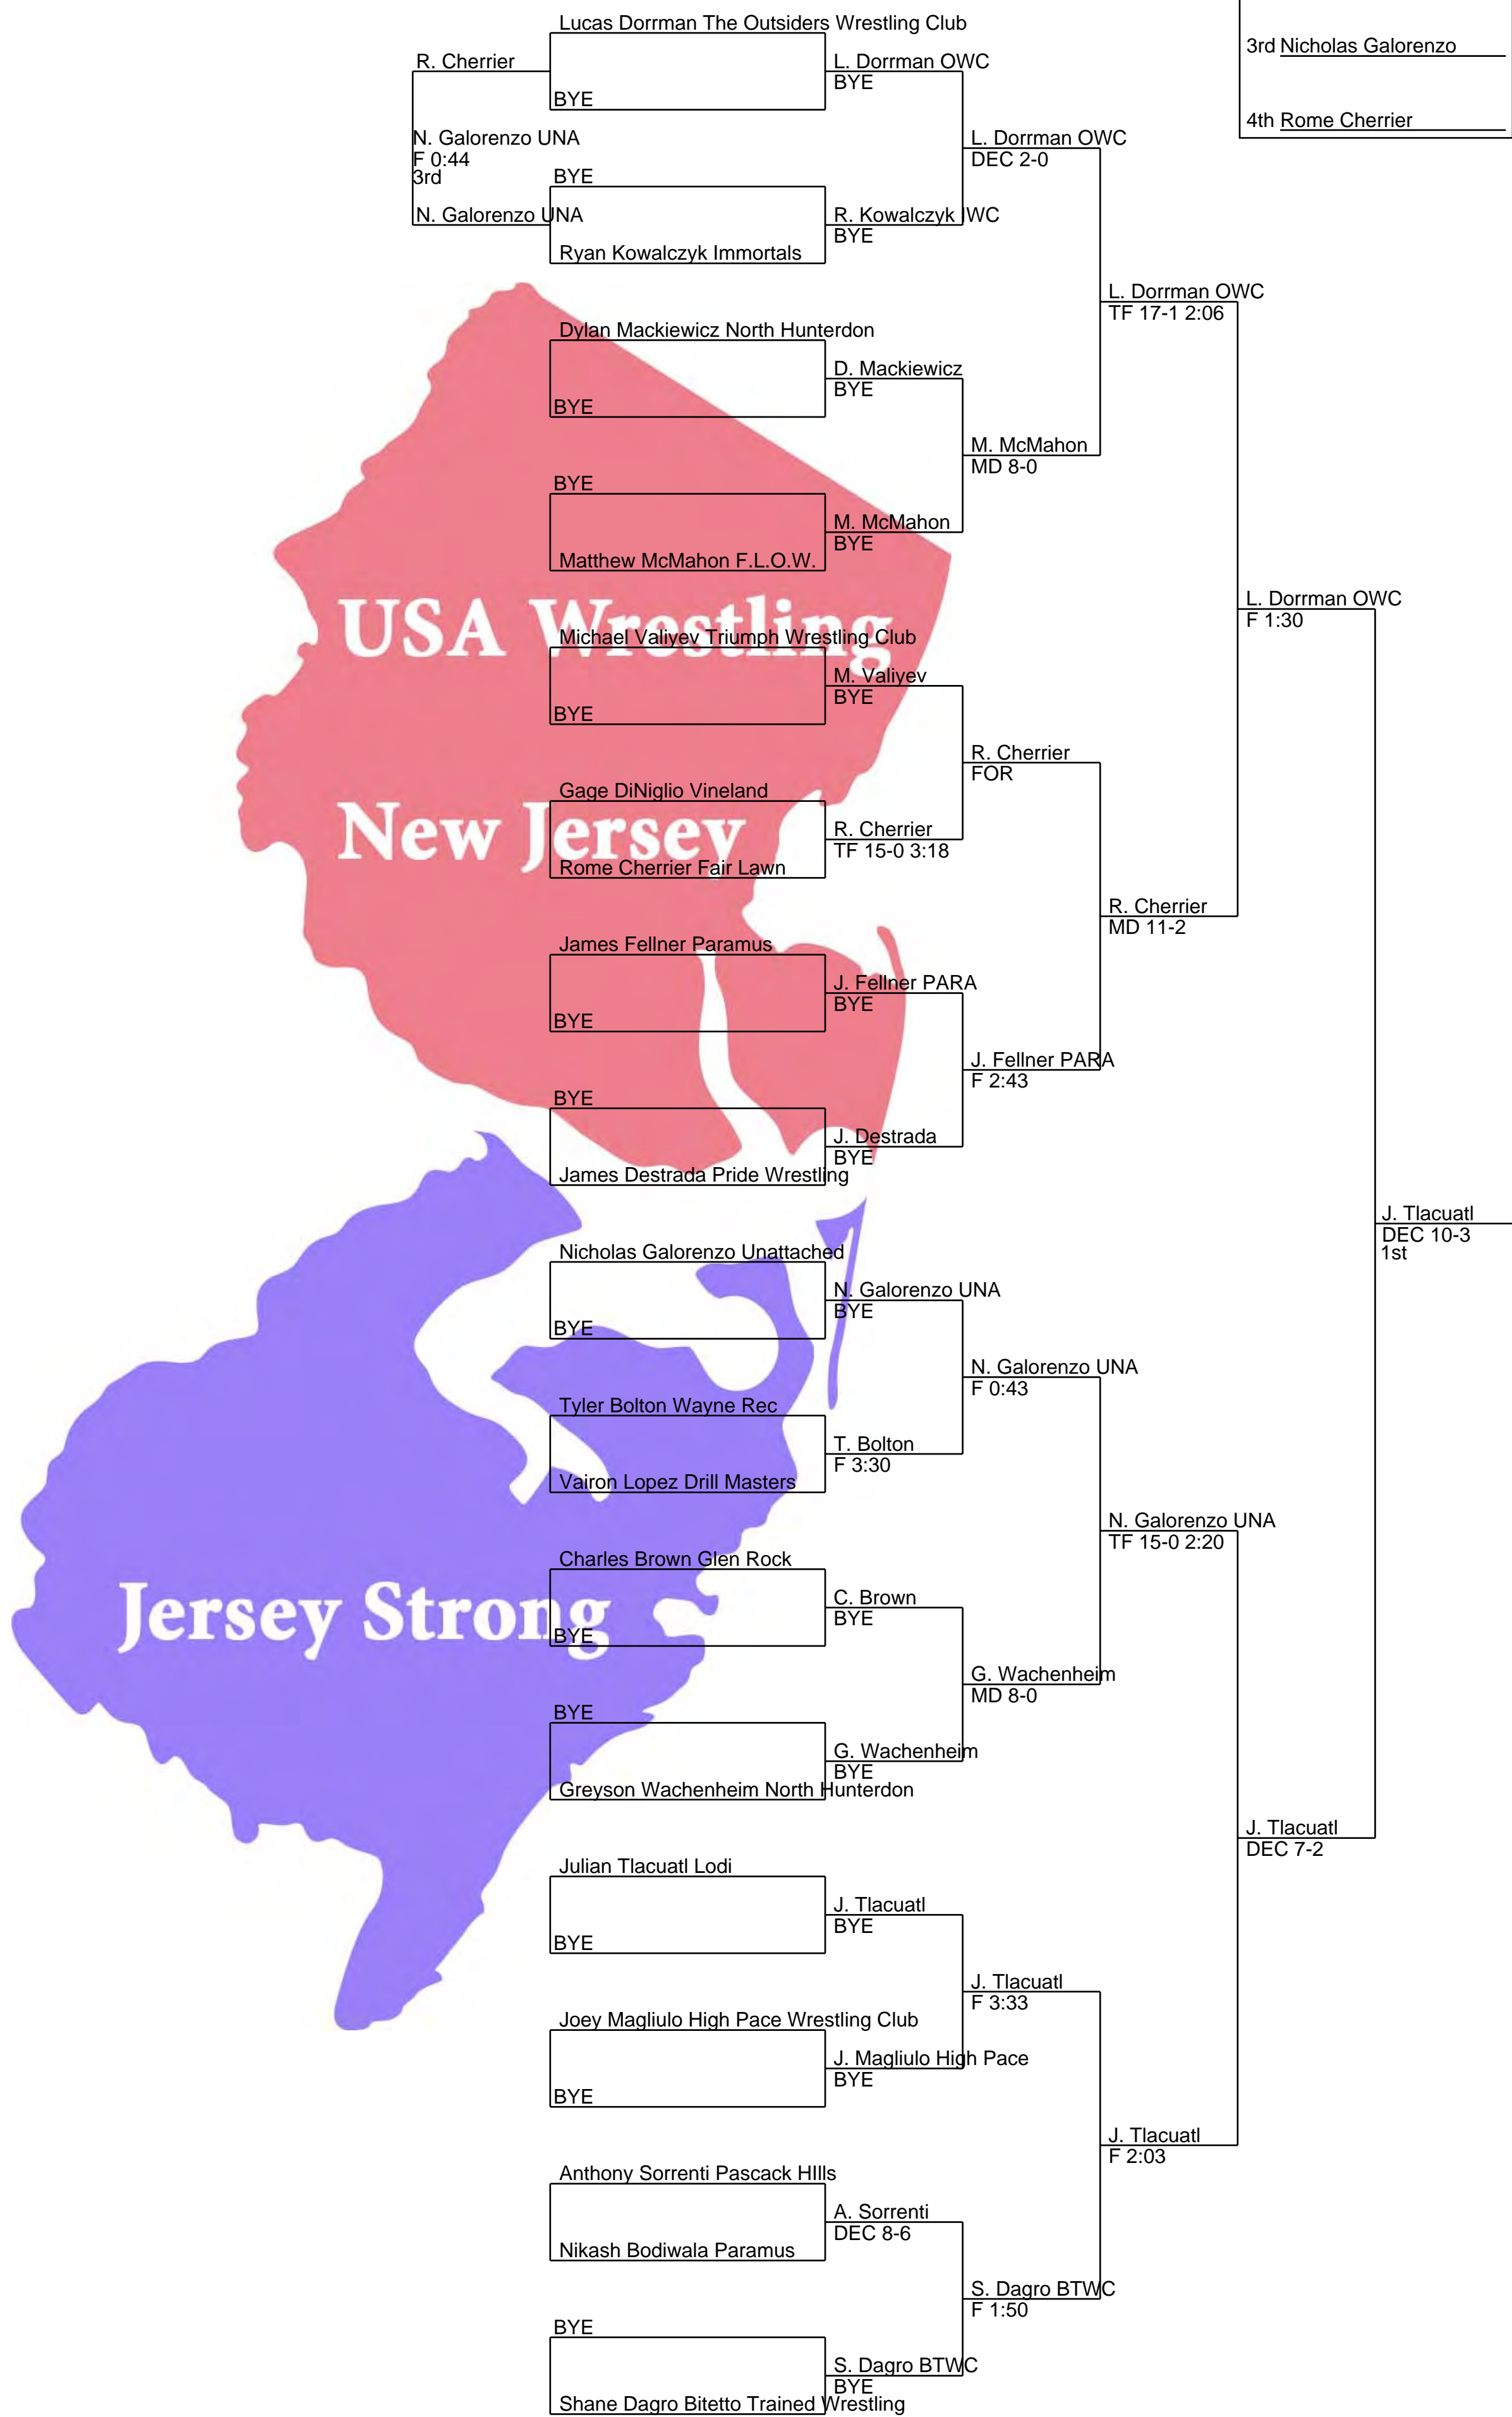 Lucas Dorrman The Outsiders Wrestling Club
3rd Nicholas Galorenzo
R. Cherrier
L. Dorrman OWC
BYE
BYE
4th Rome Cherrier
N. Galorenzo UNA
F 0:44
3rd
L. Dorrman OWC
DEC 2-0
BYE
N. Galorenzo UNA
R. Kowalczyk IWC
BYE
Ryan Kowalczyk Immortals
L. Dorrman OWC
TF 17-1 2:06
Dylan Mackiewicz North Hunterdon
D. Mackiewicz
BYE
BYE
M. McMahon
MD 8-0
BYE
M. McMahon
BYE
Matthew McMahon F.L.O.W.
USA Wrestling
L. Dorrman OWC
F 1:30
Michael Valiyev Triumph Wrestling Club
M. Valiyev
BYE
BYE
R. Cherrier
FOR
Gage DiNiglio Vineland
New Jersey
R. Cherrier
TF 15-0 3:18
Rome Cherrier Fair Lawn
R. Cherrier
MD 11-2
James Fellner Paramus
J. Fellner PARA
BYE
BYE
J. Fellner PARA
F 2:43
BYE
J. Destrada
BYE
James Destrada Pride Wrestling
J. Tlacuatl
DEC 10-3
1st
Nicholas Galorenzo Unattached
N. Galorenzo UNA
BYE
BYE
N. Galorenzo UNA
F 0:43
Tyler Bolton Wayne Rec
T. Bolton
F 3:30
Vairon Lopez Drill Masters
N. Galorenzo UNA
TF 15-0 2:20
Charles Brown Glen Rock
C. Brown
BYE
Jersey Strong
BYE
G. Wachenheim
MD 8-0
BYE
G. Wachenheim
BYE
Greyson Wachenheim North Hunterdon
J. Tlacuatl
DEC 7-2
Julian Tlacuatl Lodi
J. Tlacuatl
BYE
BYE
J. Tlacuatl
F 3:33
Joey Magliulo High Pace Wrestling Club
J. Magliulo High Pace
BYE
BYE
J. Tlacuatl
F 2:03
Anthony Sorrenti Pascack HIlls
A. Sorrenti
DEC 8-6
Nikash Bodiwala Paramus
S. Dagro BTWC
F 1:50
BYE
S. Dagro BTWC
BYE
Shane Dagro Bitetto Trained Wrestling